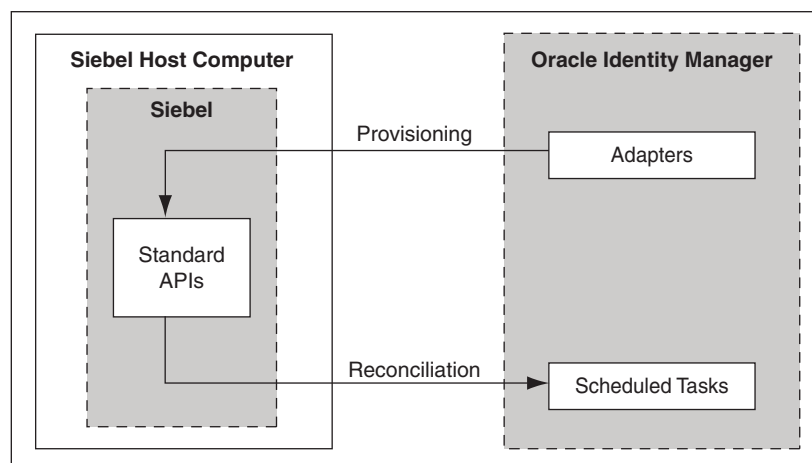 Siebel Host Computer
Oracle Identity Manager
Siebel
Provisioning
Adapters
Standard
APIs
Reconciliation
Scheduled Tasks